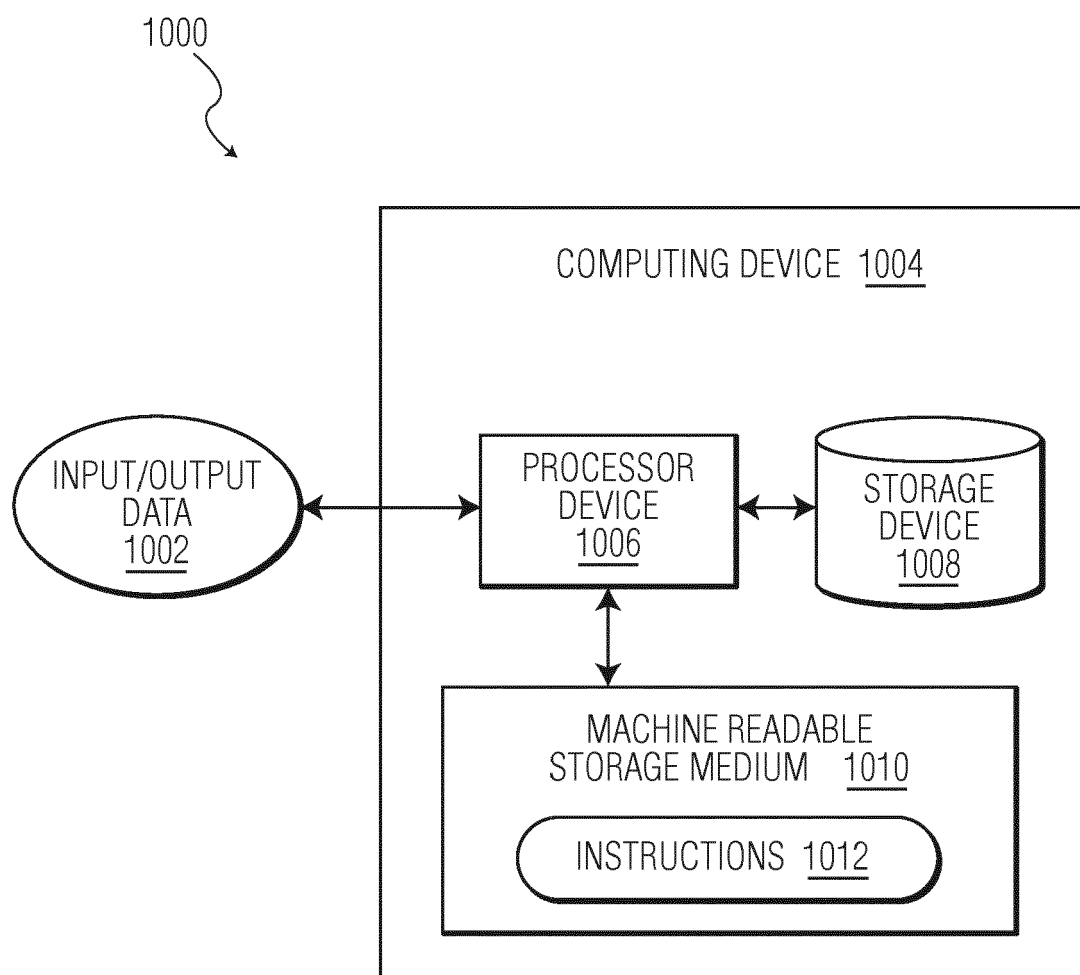 1000
COMPUTING DEVICE 1004
INPUT/OUTPUT
DATA
1002
PROCESSOR
DEVICE
1006
STORAGE
DEVICE
1008
MACHINE READABLE
STORAGE MEDIUM 1010
INSTRUCTIONS 1012